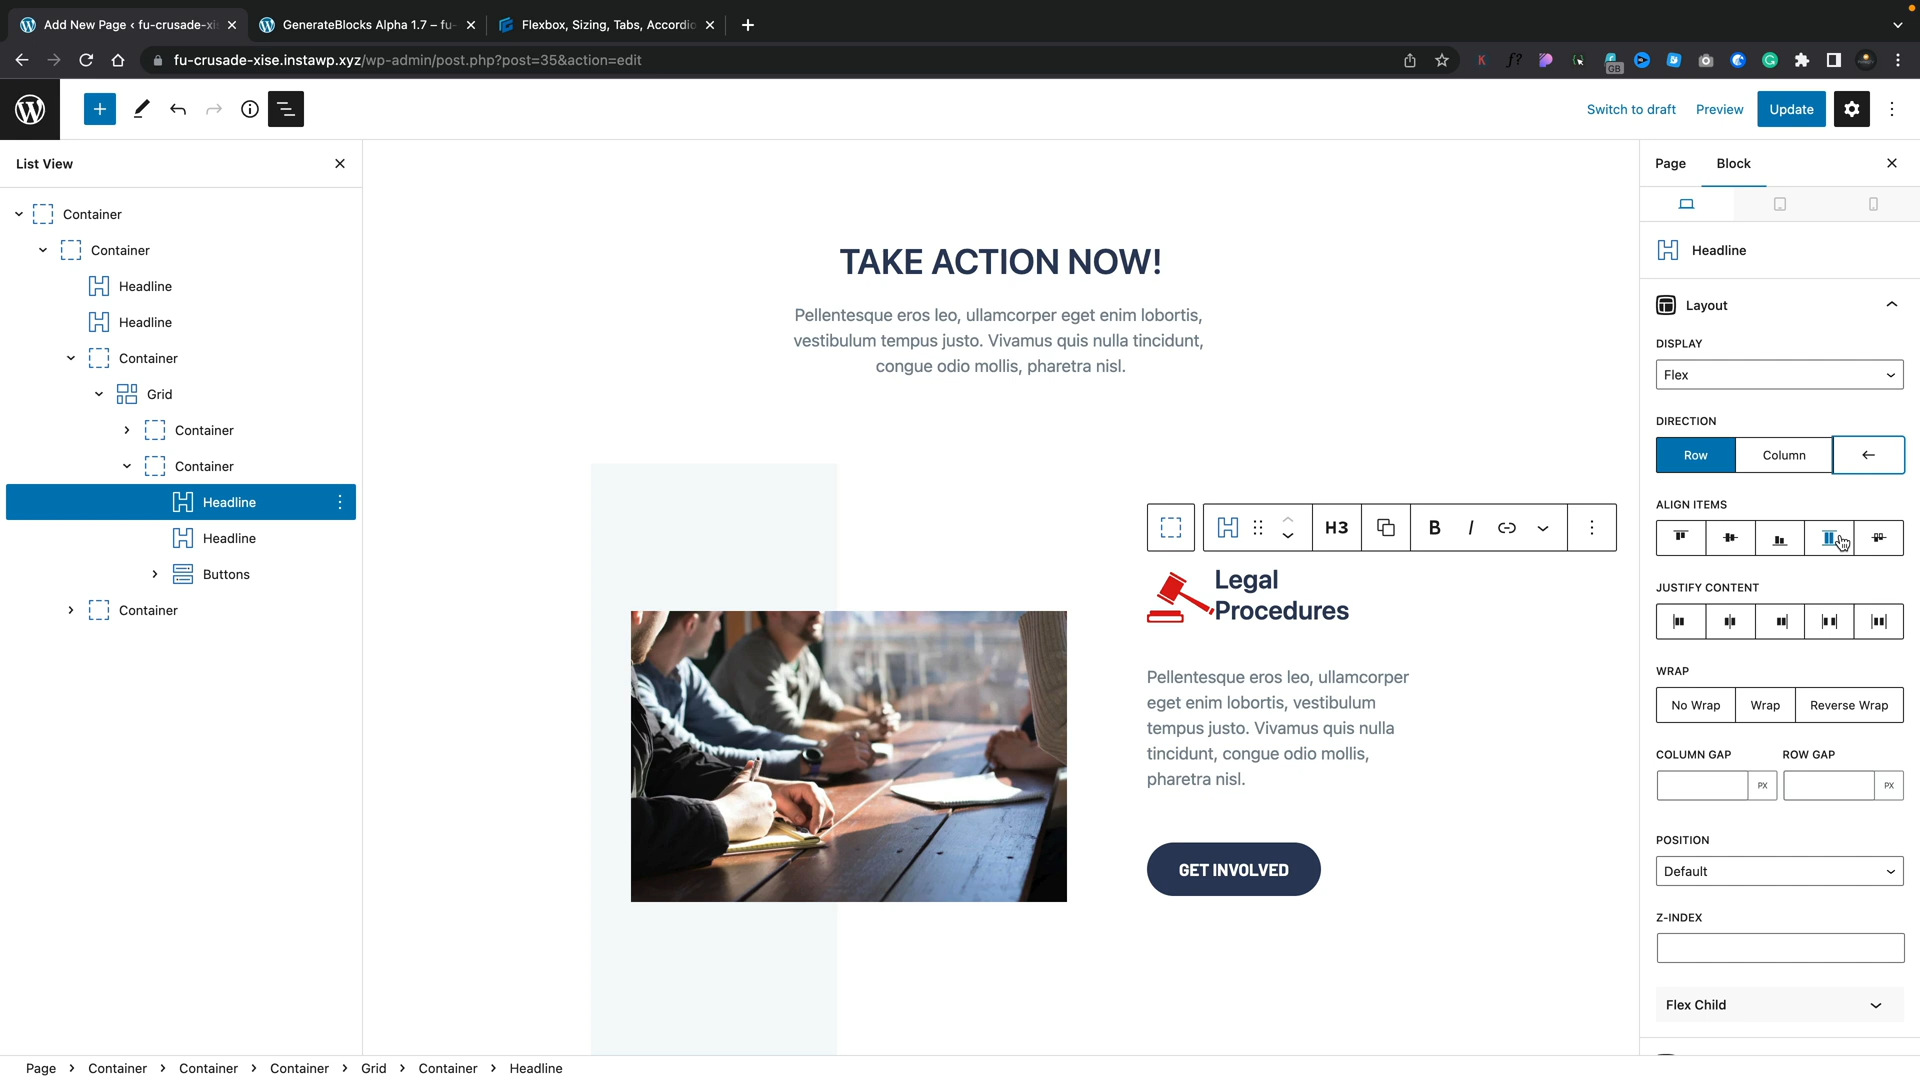 Add New Page ‹ fu-crusade-xi
GenerateBlocks Alpha 1.7 – fu-
Flexbox, Sizing, Tabs, Accordio
fu-crusade-xise.instawp.xyz/wp-admin/post.php?post=35&action=edit
GB
Switch to draft
Preview
Update
List View
Container
Container
Headline
Headline
Container
Grid
Container
Container
Headline
Headline
Buttons
Container
TAKE ACTION NOW!
Pellentesque eros leo, ullamcorper eget enim lobortis,
vestibulum tempus justo. Vivamus quis nulla tincidunt,
congue odio mollis, pharetra nisl.
H3
B
I
Legal
Procedures
Pellentesque eros leo, ullamcorper
eget enim lobortis, vestibulum
tempus justo. Vivamus quis nulla
tincidunt, congue odio mollis,
pharetra nisl.
GET INVOLVED
Page
Block
Headline
Layout
DISPLAY
Flex
DIRECTION
Row
Column
ALIGN ITEMS
JUSTIFY CONTENT
WRAP
No Wrap
Wrap
Reverse Wrap
COLUMN GAP
ROW GAP
PX
PX
POSITION
Default
Z-INDEX
Flex Child
Page > Container > Container > Container > Grid > Container > Headline